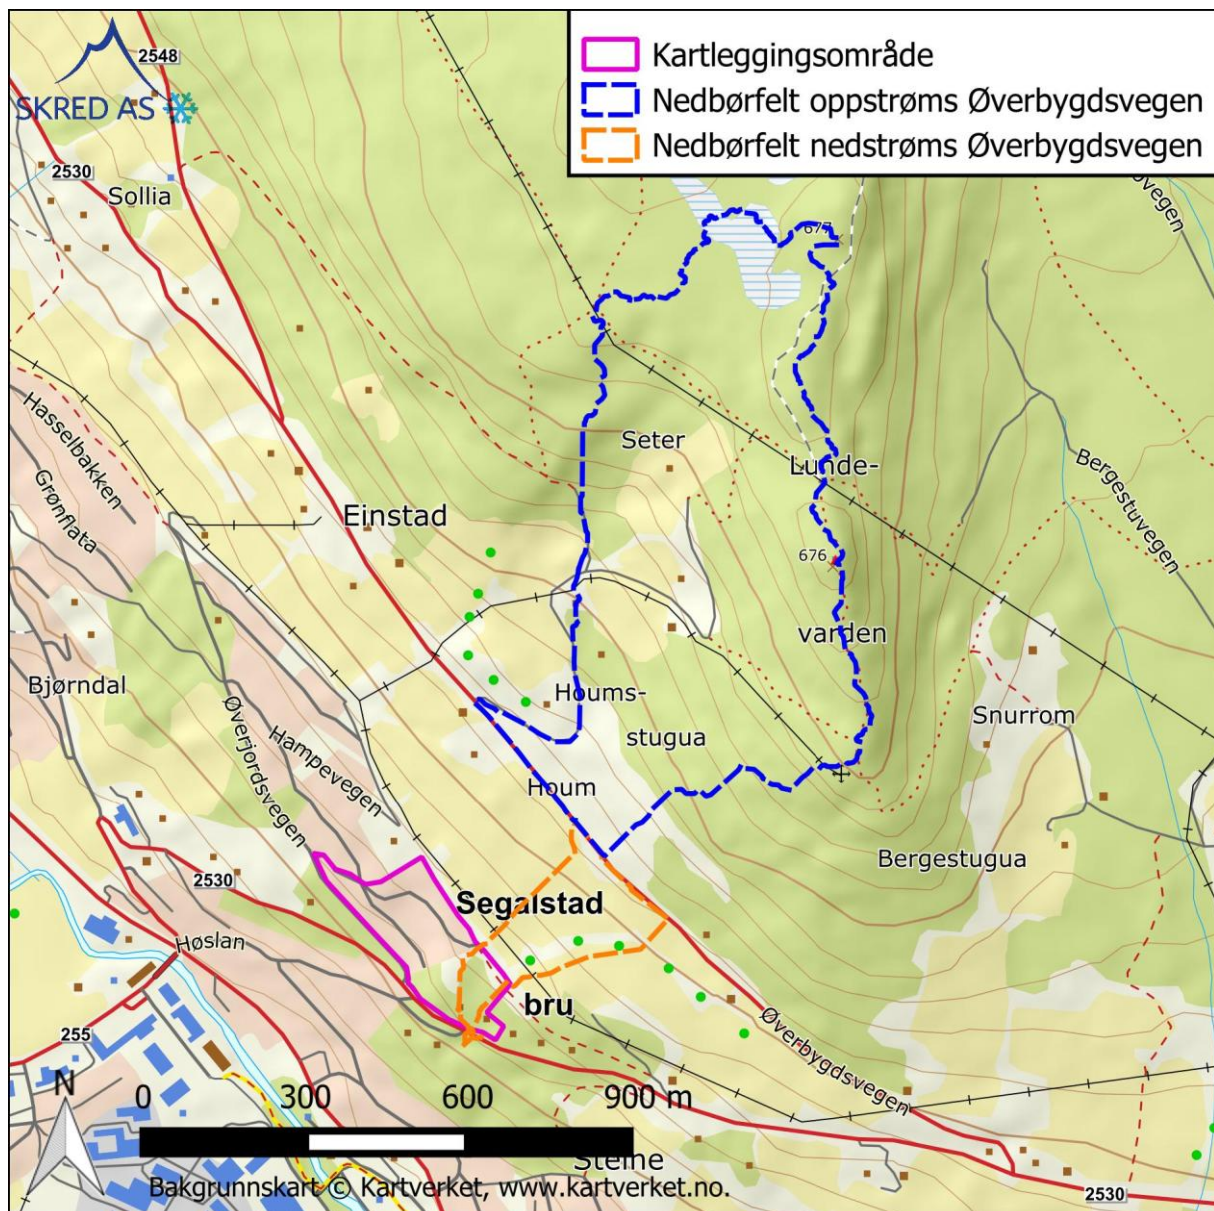 Kartleggingsområde
Nedbørfelt oppstrøms Øverbygdsvegen
Nedbørfelt nedstrøms Øverbygdsvegen
2548
SKRED AS
2530
Sollia
677
Hasselbakken
Grønflata
Seter
Lunde-
Einstad
Bergestuvegen
676
varden
Bjørndal
Øverjordsvegen
Hampevegen
Houms-
stugua
Snurrom
Houm
Bergestugua
2530
Segalstad
Høslan
bru
255
Øverbygdsvegen
N
0 300 600 900 m
Steine
Bakgrunnskart © Kartverket, www.kartverket.no.
2530